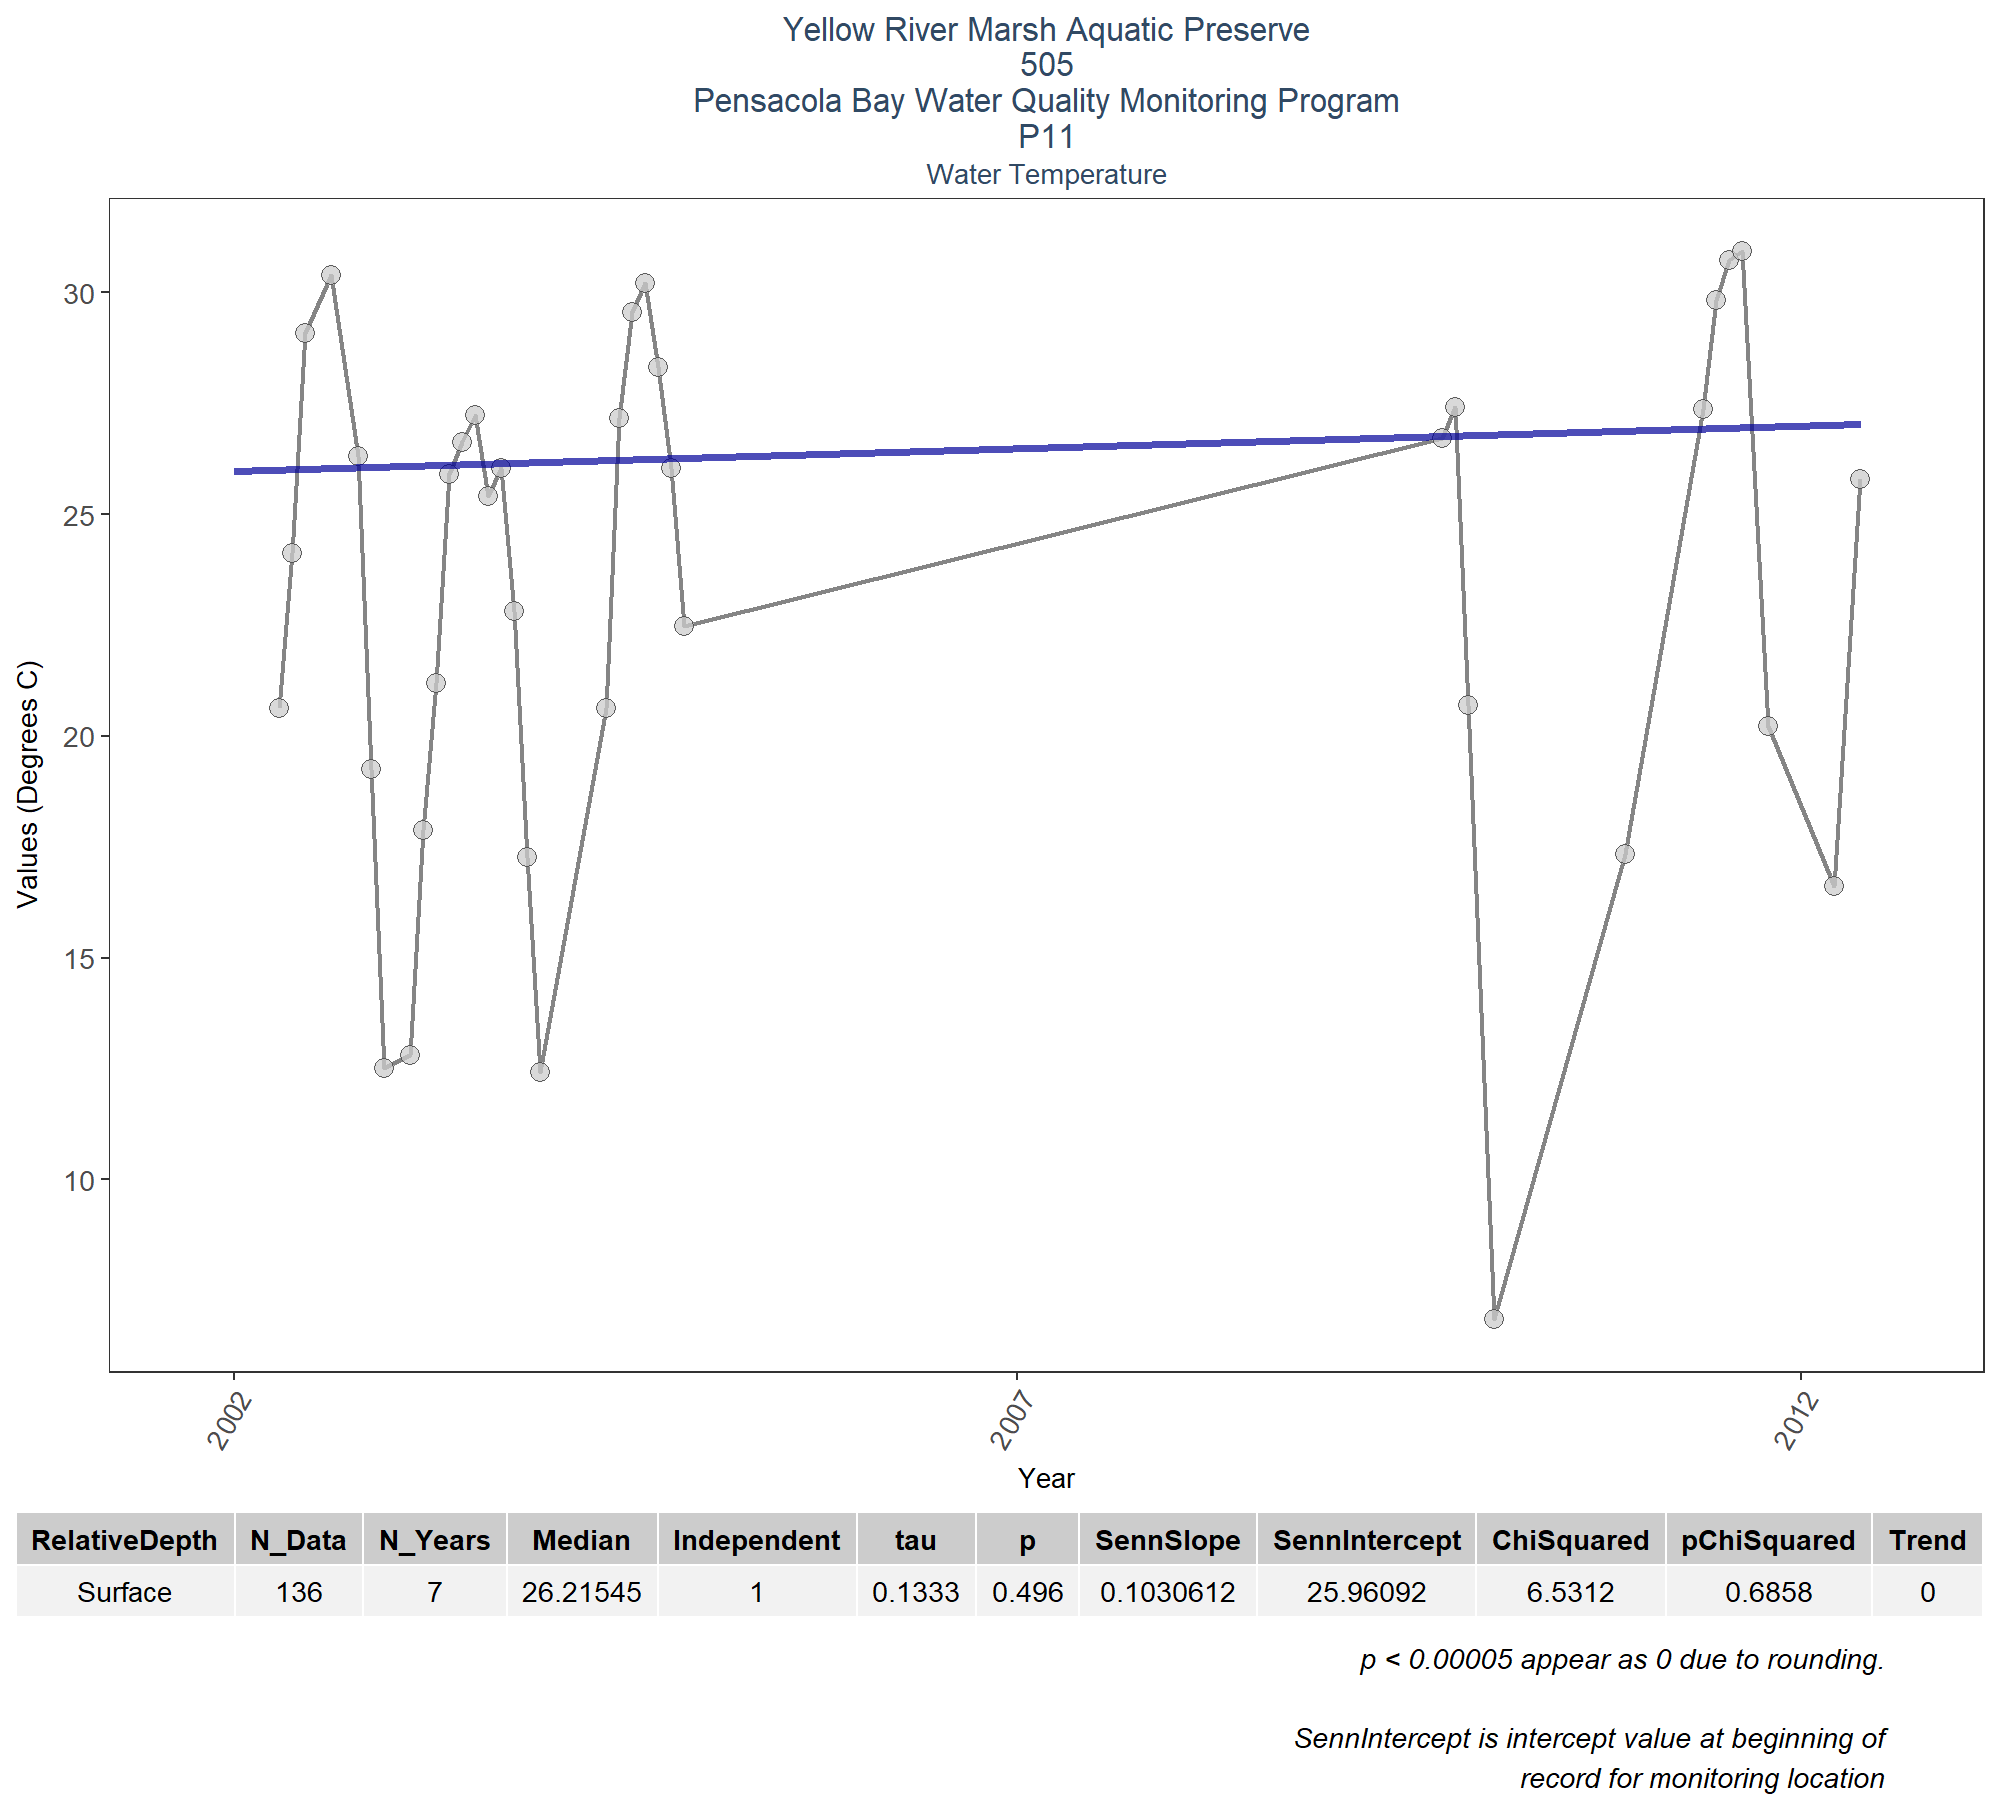 Yellow River Marsh Aquatic Preserve
505
Pensacola Bay Water Quality Monitoring Program
P11
Water Temperature
30
25
20
15
10
Values (Degrees C)
2002
2007
2012
Year
RelativeDepth N_Data N_Years Median Independent tau p SennSlope SennIntercept ChiSquared pChiSquared Trend
Surface 136 7 26.21545 1 0.1333 0.496 0.1030612 25.96092 6.5312 0.6858 0
p < 0.00005 appear as 0 due to rounding.
SennIntercept is intercept value at beginning of
record for monitoring location